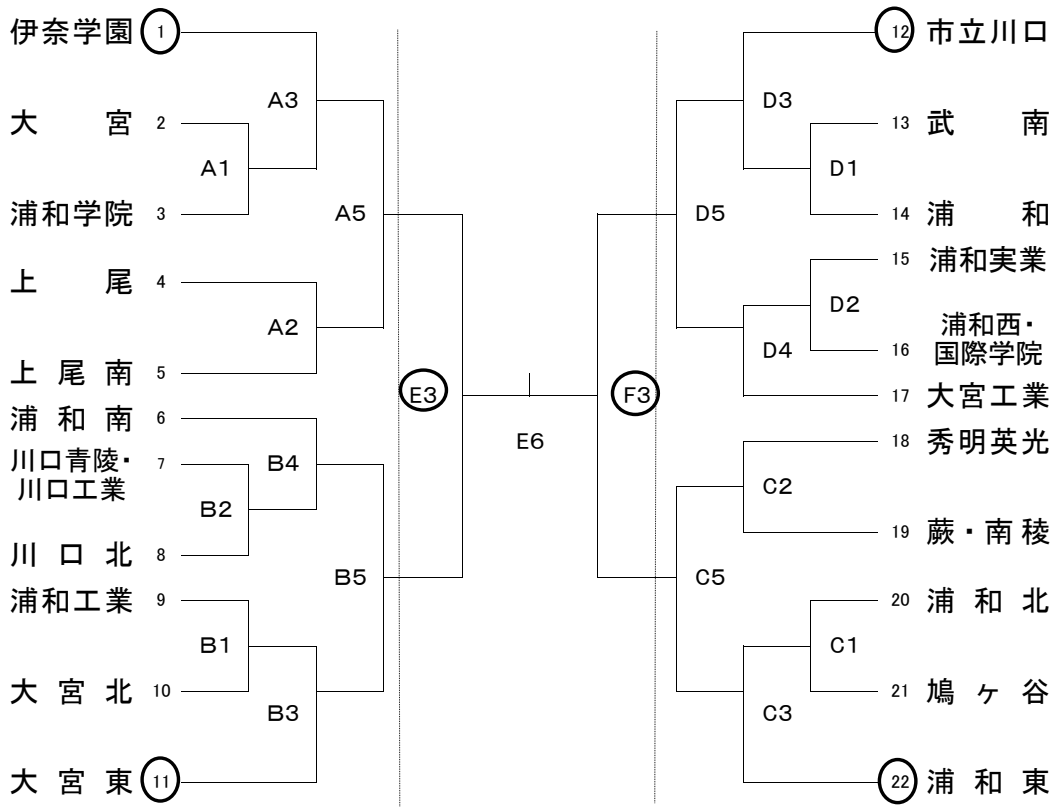 伊奈学園 1
A3
大宮 2
A1
浦和学院 3
A5
上尾 4
A2
上尾南 5
E3
浦和南 6
川口青陵・
川口工業 7
B4
B2
川口北 8
B5
浦和工業 9
B1
大宮北 10
B3
大宮東 11
E6
12 市立川口
D3
13 武南
D1
14 浦和
D5
15 浦和実業
D2
浦和西・
16 国際学院
D4
F3
17 大宮工業
18 秀明英光
C2
19 蕨・南稜
C5
20 浦和北
C1
21 鳩ヶ谷
C3
22 浦和東